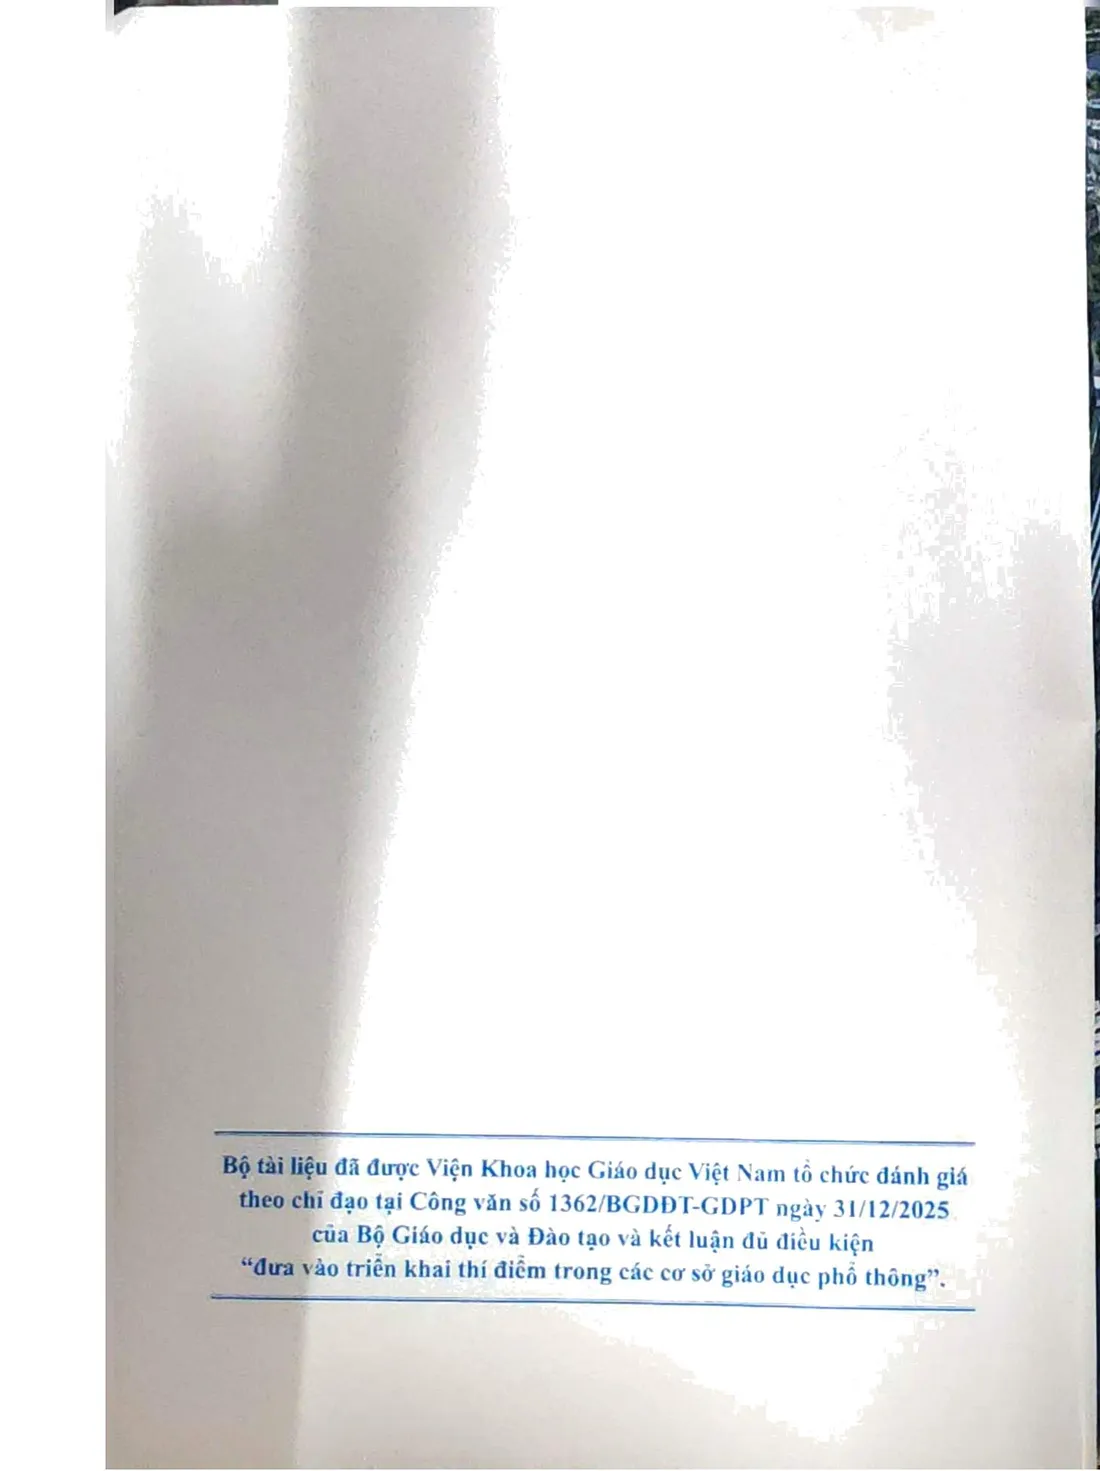 Bộ tài liệu đã được Viện Khoa học Giáo dục Việt Nam tổ chức đánh giá
theo chỉ đạo tại Công văn số 1362/BGDĐT-GDPT ngày 31/12/2025
của Bộ Giáo dục và Đào tạo và kết luận đủ điều kiện
“đưa vào triển khai thí điểm trong các cơ sở giáo dục phổ thông”.